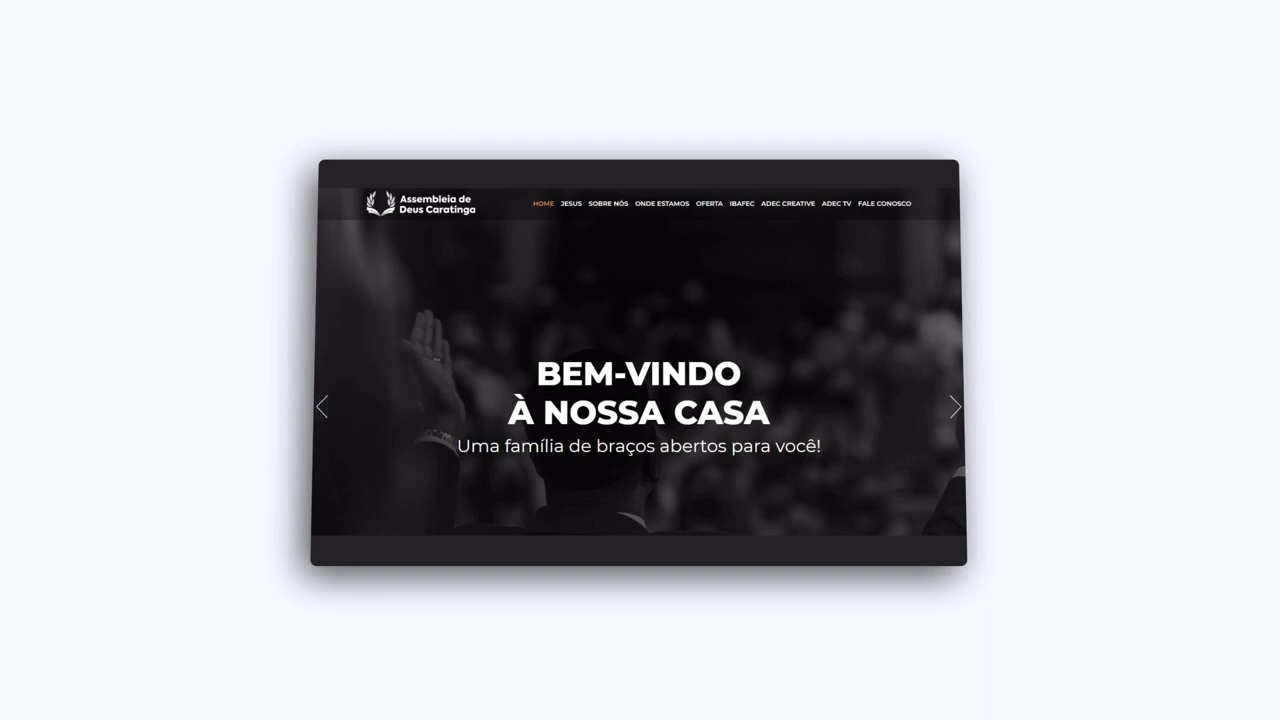 Assembleia de
Deus Caratinga
HOME JESUS SOBRE NÓS ONDE ESTAMOS OFERTA IBAFEC ADEC CREATIVE ADEC TV FALE CONOSCO
BEM-VINDO
À NOSSA CASA
Uma família de braços abertos para você!